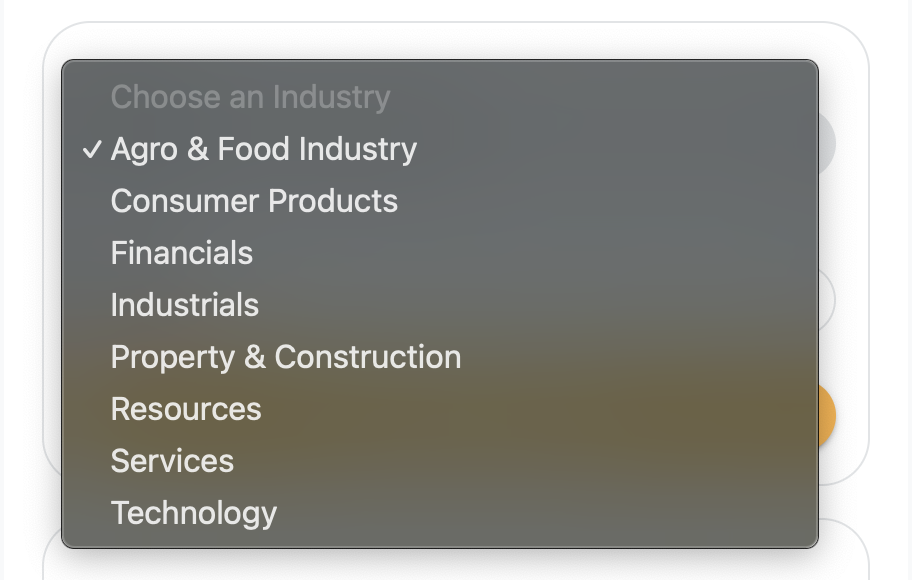 Choose an Industry
✓ Agro & Food Industry
Consumer Products
Financials
Industrials
Property & Construction
Resources
Services
Technology